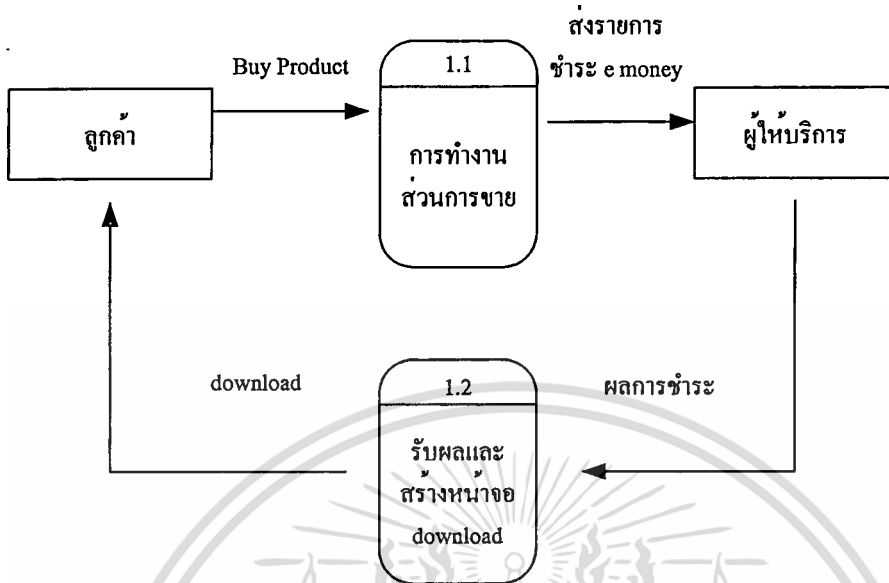 ส่งรายการ
Buy Product
1.1
ชำระ e money
ลูกค้า
ผู้ให้บริการ
การทำงาน
ส่วนการขาย
download
1.2
ผลการชำระ
รับผลและ
สร้างหน้าจอ
download